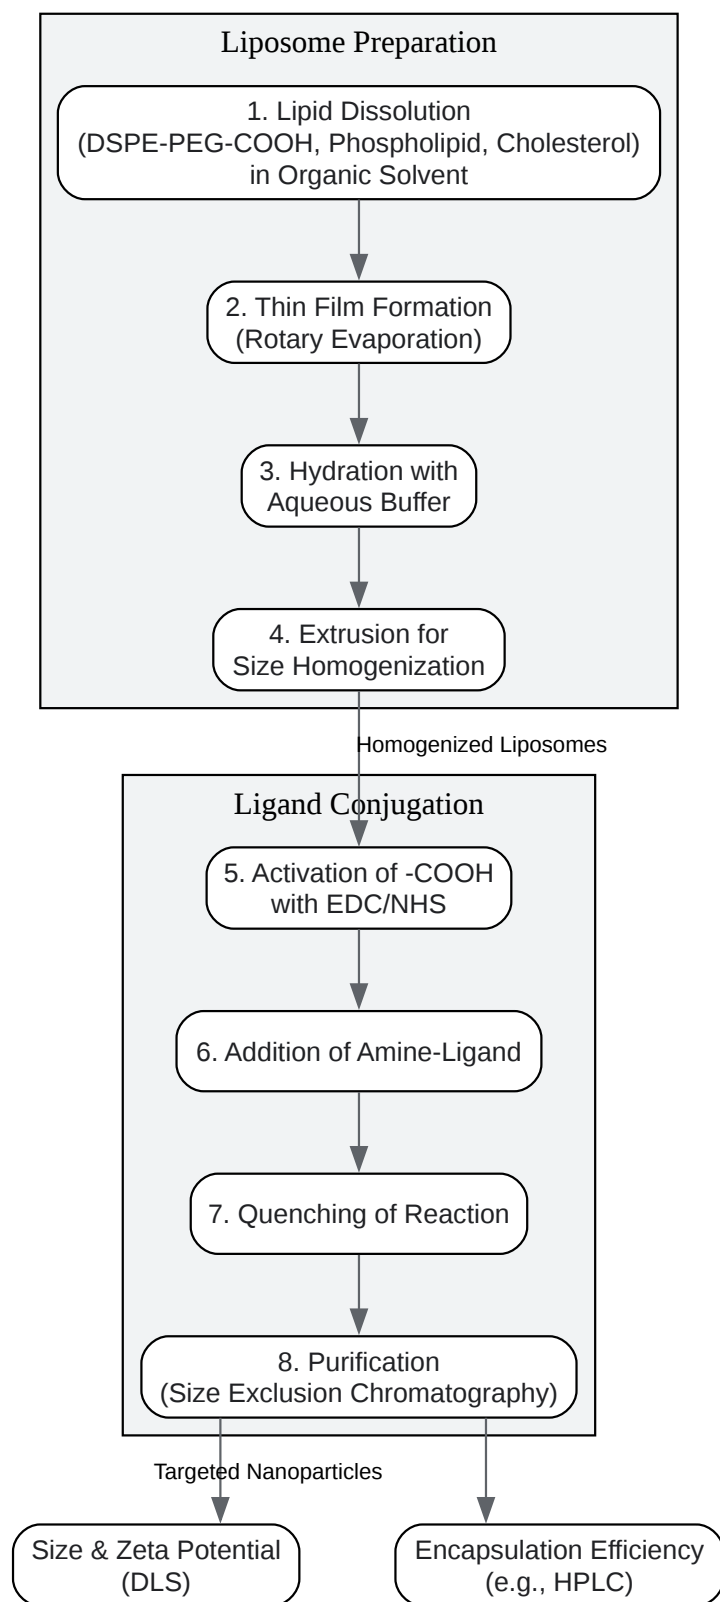 Liposome Preparation
1. Lipid Dissolution
(DSPE-PEG-COOH, Phospholipid, Cholesterol)
in Organic Solvent
2. Thin Film Formation
(Rotary Evaporation)
3. Hydration with
Aqueous Buffer
4. Extrusion for
Size Homogenization
Homogenized Liposomes
Ligand Conjugation
5. Activation of -COOH
with EDC/NHS
6. Addition of Amine-Ligand
7. Quenching of Reaction
8. Purification
(Size Exclusion Chromatography)
Targeted Nanoparticles
Size & Zeta Potential
(DLS)
Encapsulation Efficiency
(e.g., HPLC)